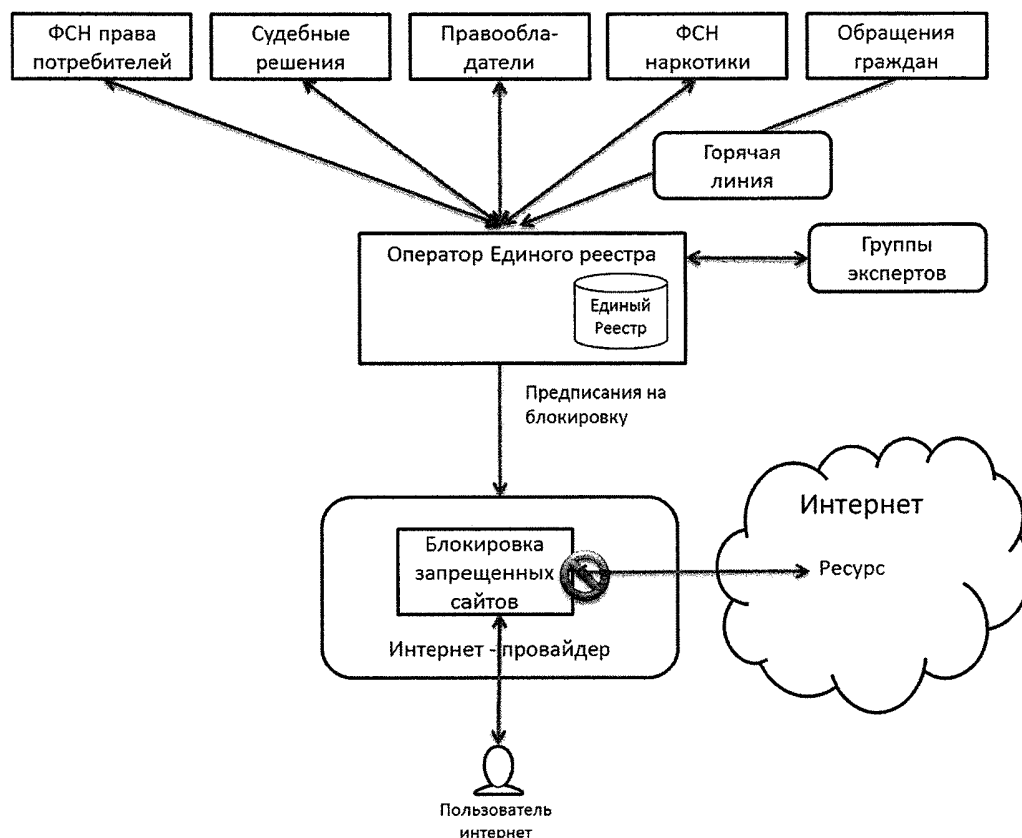 ФСН права
потребителей
Судебные
решения
Правообла-
датели
ФСН
наркотики
Обращения
граждан
Горячая
линия
Оператор Единого реестра
Единый
Реестр
Группы
экспертов
Предписания на
блокировку
Интернет
Блокировка
запрещенных
сайтов
Ресурс
Интернет - провайдер
Пользователь
интернет